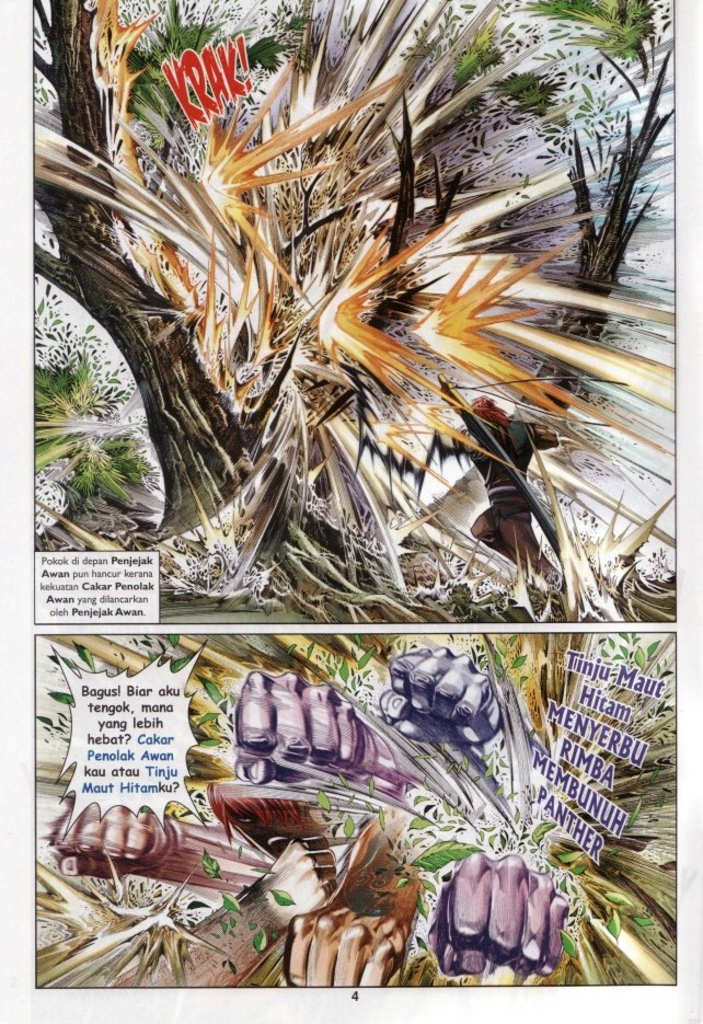 KRAK!
Pokok di depan Penjejak
Awan pun hancur kerana
kekuatan Cakar Penolak
Awan yang dilancarkan
oleh Penjejak Awan.
Bagus! Biar aku
tengok, mana
yang lebih
hebat? Cakar
Penolak Awan
kau atau Tinju
Maut Hitamku?
Tinju Maut
Hitam
MENYERBU
RIMBA
MEMBUNUH
PANTHER
4